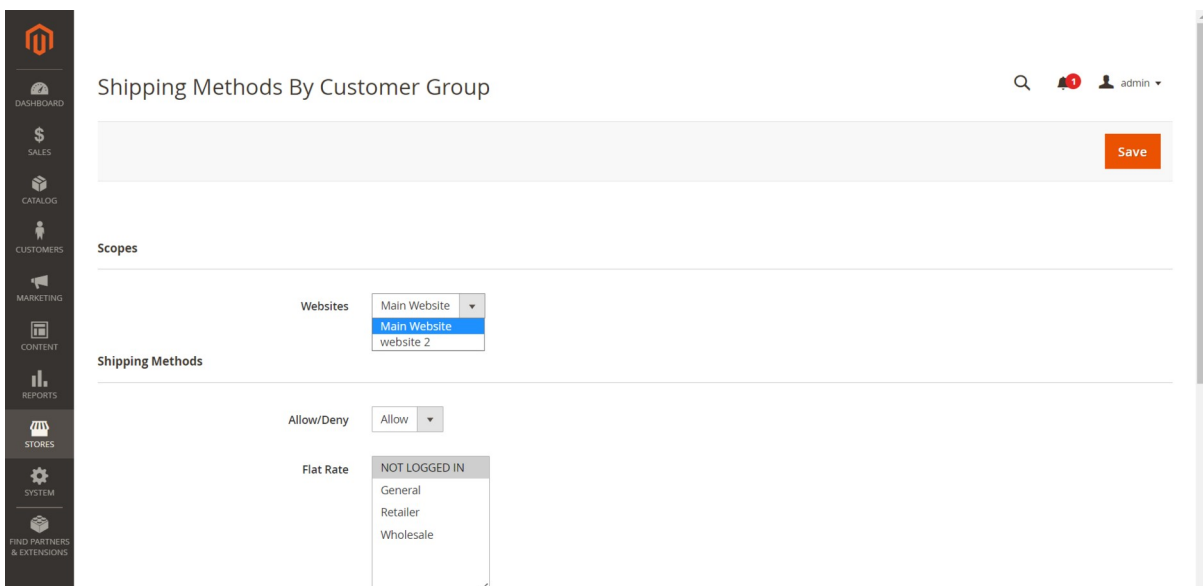 Shipping Methods By Customer Group
1
admin
Save
DASHBOARD
SALES
CATALOG
CUSTOMERS
MARKETING
CONTENT
REPORTS
STORES
SYSTEM
FIND PARTNERS
& EXTENSIONS
Scopes
Websites
Main Website
Main Website
website 2
Shipping Methods
Allow/Deny
Allow
Flat Rate
NOT LOGGED IN
General
Retailer
Wholesale